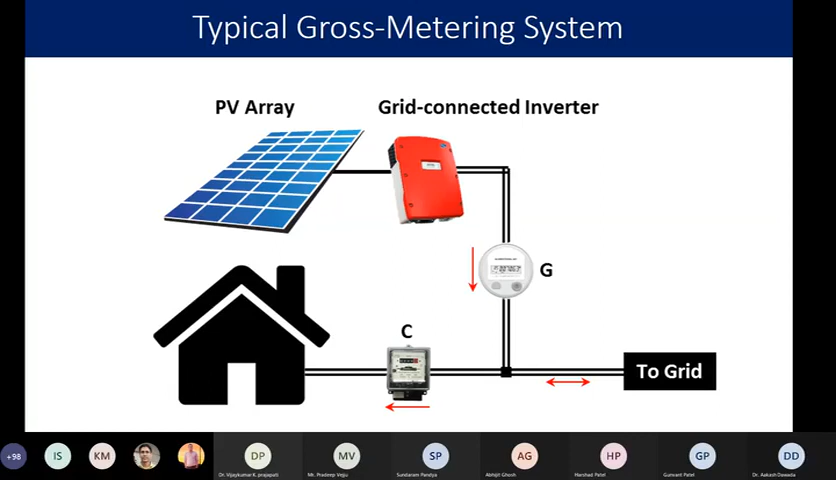 Typical Gross-Metering System
PV Array
Grid-connected Inverter
G
C
To Grid
+98
IS
KM
DP
MV
SP
AG
HP
GP
DD
Dr. Vijaykumar K. prajapati
Mr. Pradeep Vejju
Sundaram Pandya
Abhijit Ghosh
Harshad Patel
Gunvant Patel
Dr. Aakash Dawada